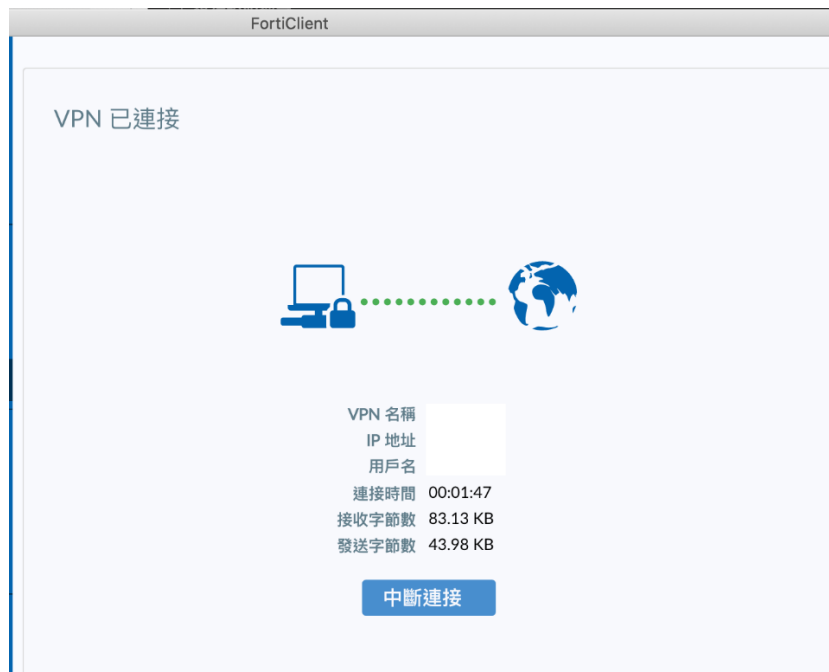 FortiClient
VPN 已連接
VPN 名稱
IP 地址
用戶名
連接時間 00:01:47
接收字節數 83.13 KB
發送字節數 43.98 KB
中斷連接